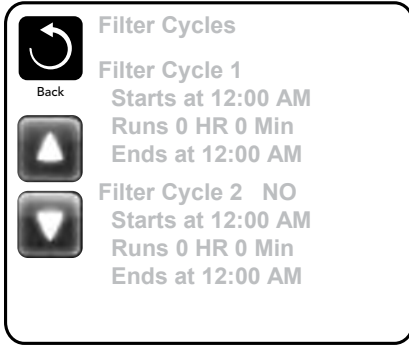 Filter Cycles
Back
Filter Cycle 1
Starts at 12:00 AM
Runs 0 HR 0 Min
Ends at 12:00 AM
Filter Cycle 2 NO
Starts at 12:00 AM
Runs 0 HR 0 Min
Ends at 12:00 AM